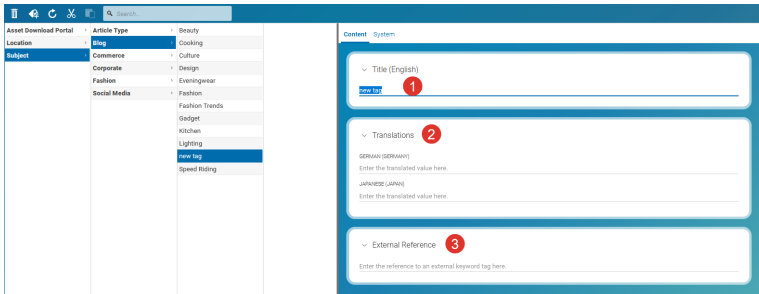 Search...
Asset Download Portal
Location
Subject
Article Type
Blog
Commerce
Corporate
Fashion
Social Media
Beauty
Cooking
Culture
Design
Eveningwear
Fashion
Fashion Trends
Gadget
Kitchen
Lighting
new tag
Speed Riding
Content System
Title (English) 1
new tag
Translations 2
GERMAN (GERMANY)
Enter the translated value here.
JAPANESE (JAPAN)
Enter the translated value here.
External Reference 3
Enter the reference to an external keyword tag here.